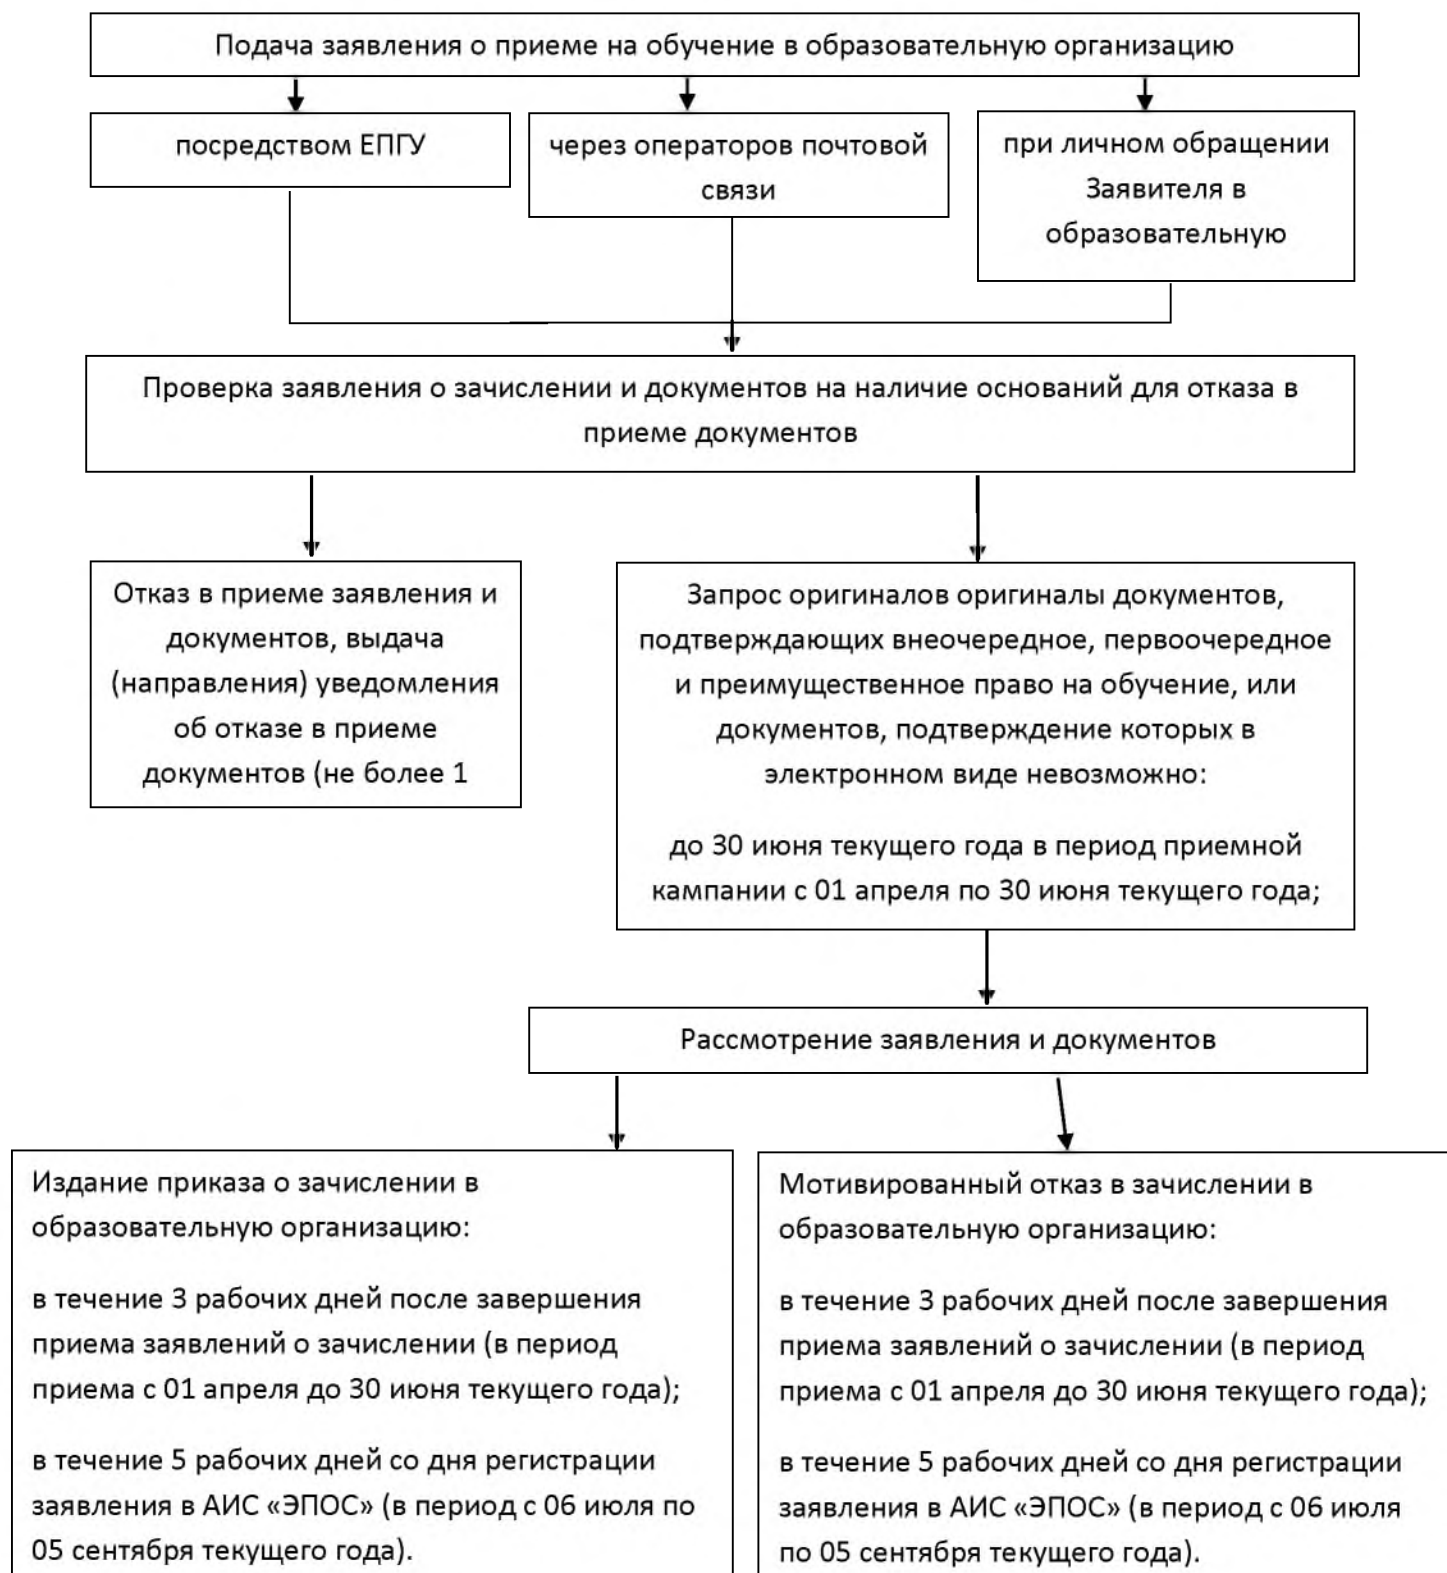 Подача заявления о приеме на обучение в образовательную организацию
посредством ЕПГУ
через операторов почтовой
связи
при личном обращении
Заявителя в
образовательную
Проверка заявления о зачислении и документов на наличие оснований для отказа в
приеме документов
Отказ в приеме заявления и
документов, выдача
(направления) уведомления
об отказе в приеме
документов (не более 1
Запрос оригиналов оригиналы документов,
подтверждающих внеочередное, первоочередное
и преимущественное право на обучение, или
документов, подтверждение которых в
электронном виде невозможно:
до 30 июня текущего года в период приемной
кампании с 01 апреля по 30 июня текущего года;
Рассмотрение заявления и документов
Издание приказа о зачислении в
образовательную организацию:
в течение 3 рабочих дней после завершения
приема заявлений о зачислении (в период
приема с 01 апреля до 30 июня текущего года);
в течение 5 рабочих дней со дня регистрации
заявления в АИС «ЭПОС» (в период с 06 июля по
05 сентября текущего года).
Мотивированный отказ в зачислении в
образовательную организацию:
в течение 3 рабочих дней после завершения
приема заявлений о зачислении (в период
приема с 01 апреля до 30 июня текущего года);
в течение 5 рабочих дней со дня регистрации
заявления в АИС «ЭПОС» (в период с 06 июля
по 05 сентября текущего года).